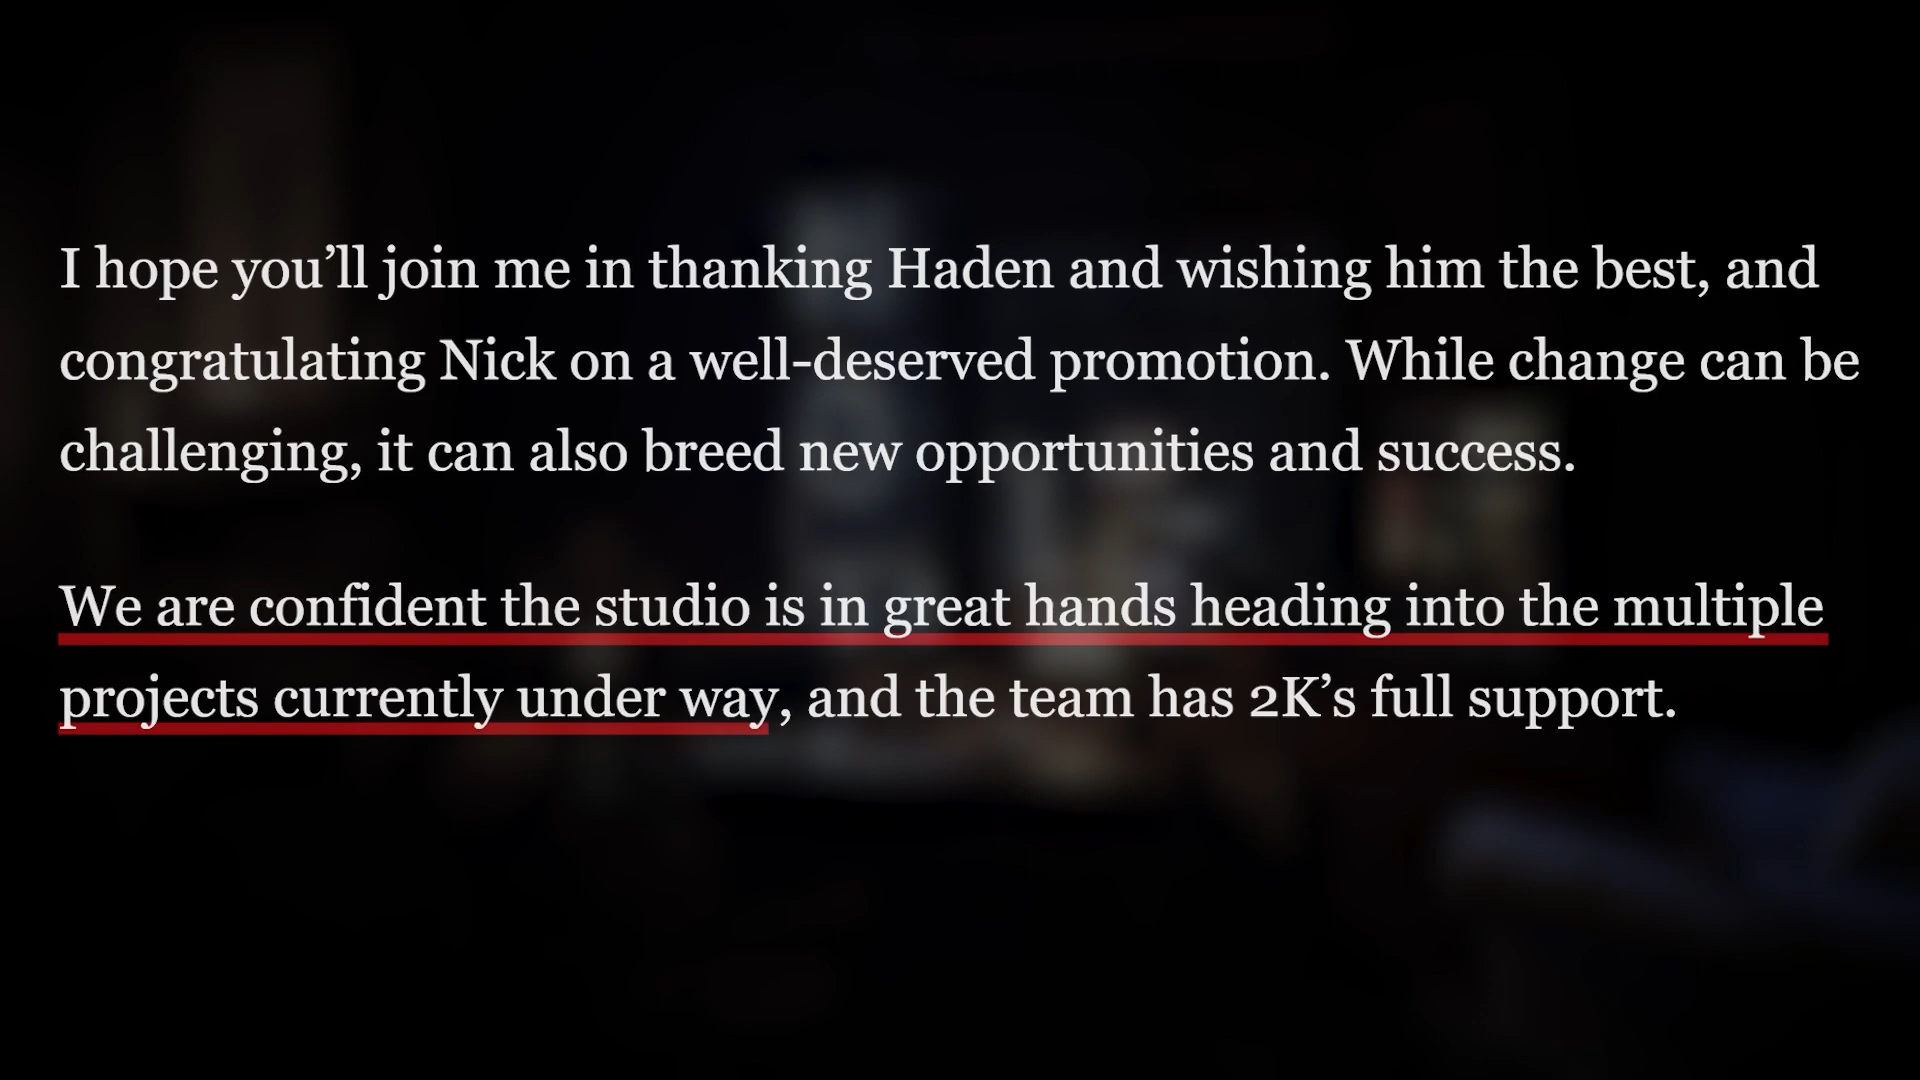 I hope you’ll join me in thanking Haden and wishing him the best, and
congratulating Nick on a well-deserved promotion. While change can be
challenging, it can also breed new opportunities and success.
We are confident the studio is in great hands heading into the multiple
projects currently under way, and the team has 2K’s full support.